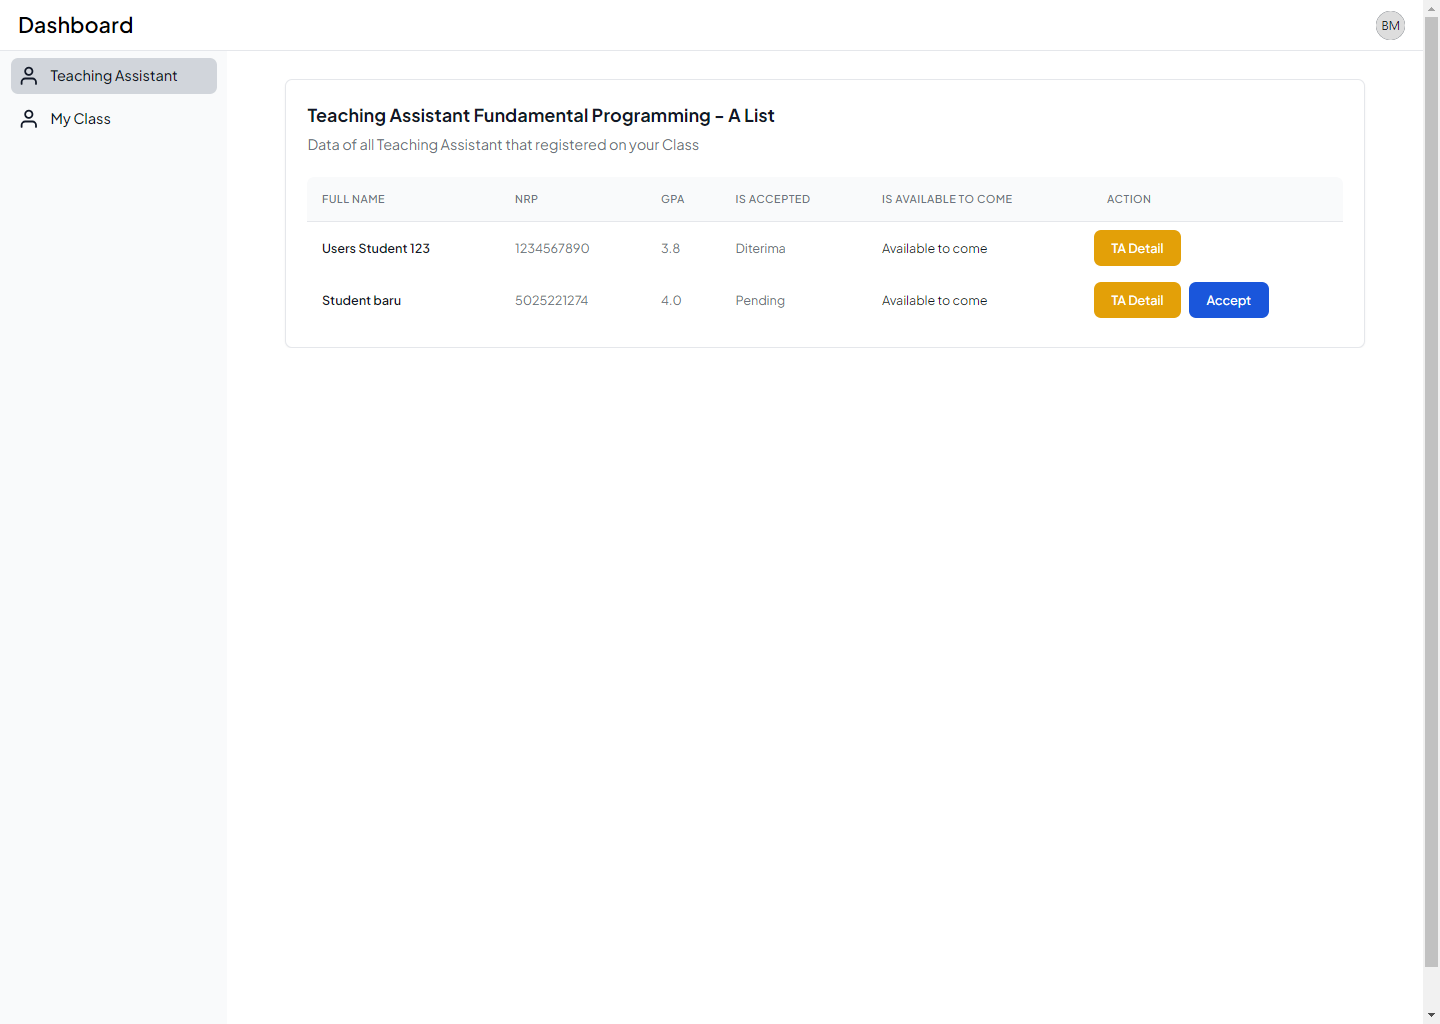 Dashboard
BM
Teaching Assistant
My Class
Teaching Assistant Fundamental Programming - A List
Data of all Teaching Assistant that registered on your Class
FULL NAME NRP GPA IS ACCEPTED IS AVAILABLE TO COME ACTION
Users Student 123 1234567890 3.8 Diterima Available to come TA Detail
Student baru 5025221274 4.0 Pending Available to come TA Detail Accept